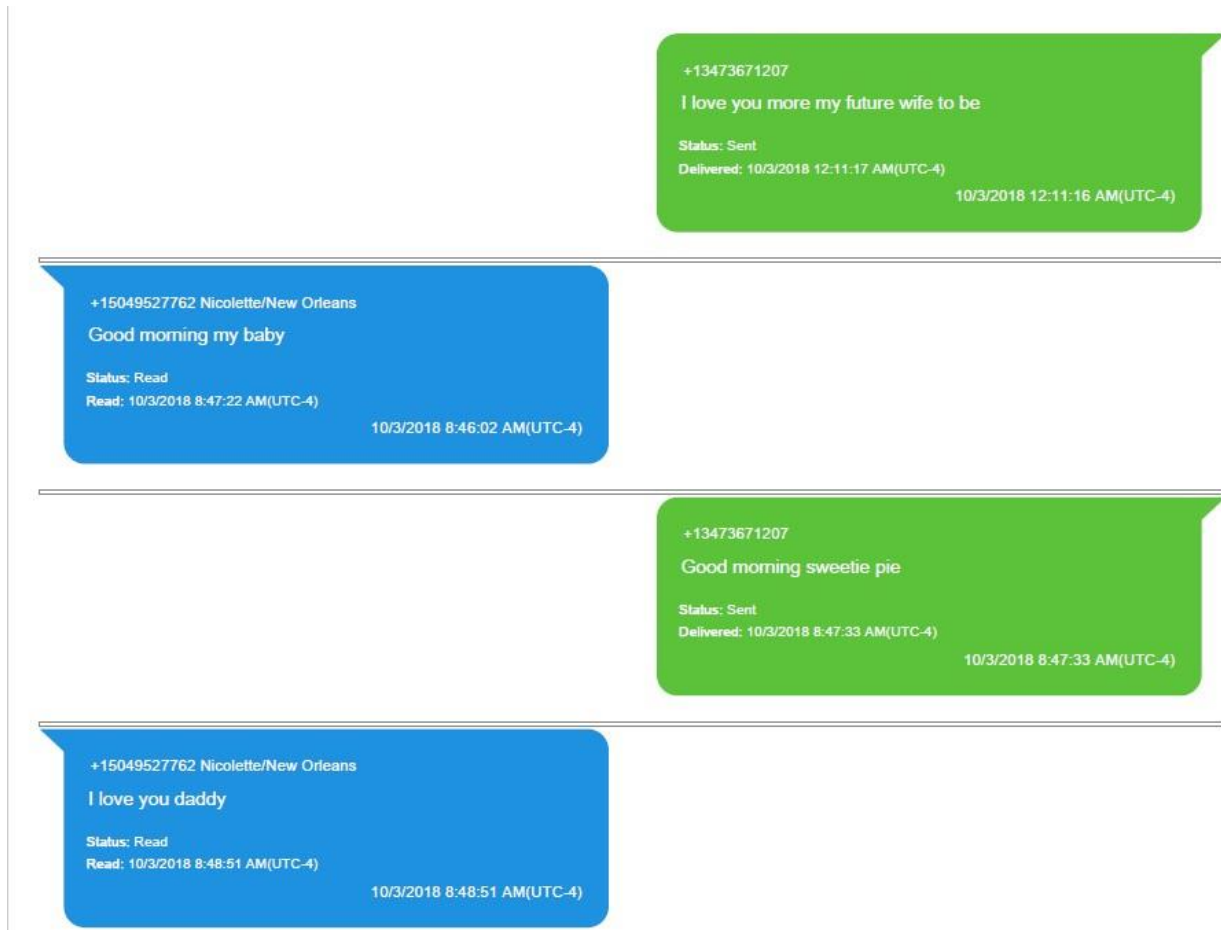 +13473671207
I love you more my future wife to be
Status: Sent
Delivered: 10/3/2018 12:11:17 AM(UTC-4)
10/3/2018 12:11:16 AM(UTC-4)
+15049527762 Nicolette/New Orleans
Good morning my baby
Status: Read
Read: 10/3/2018 8:47:22 AM(UTC-4)
10/3/2018 8:46:02 AM(UTC-4)
+13473671207
Good morning sweetie pie
Status: Sent
Delivered: 10/3/2018 8:47:33 AM(UTC-4)
10/3/2018 8:47:33 AM(UTC-4)
+15049527762 Nicolette/New Orleans
I love you daddy
Status: Read
Read: 10/3/2018 8:48:51 AM(UTC-4)
10/3/2018 8:48:51 AM(UTC-4)